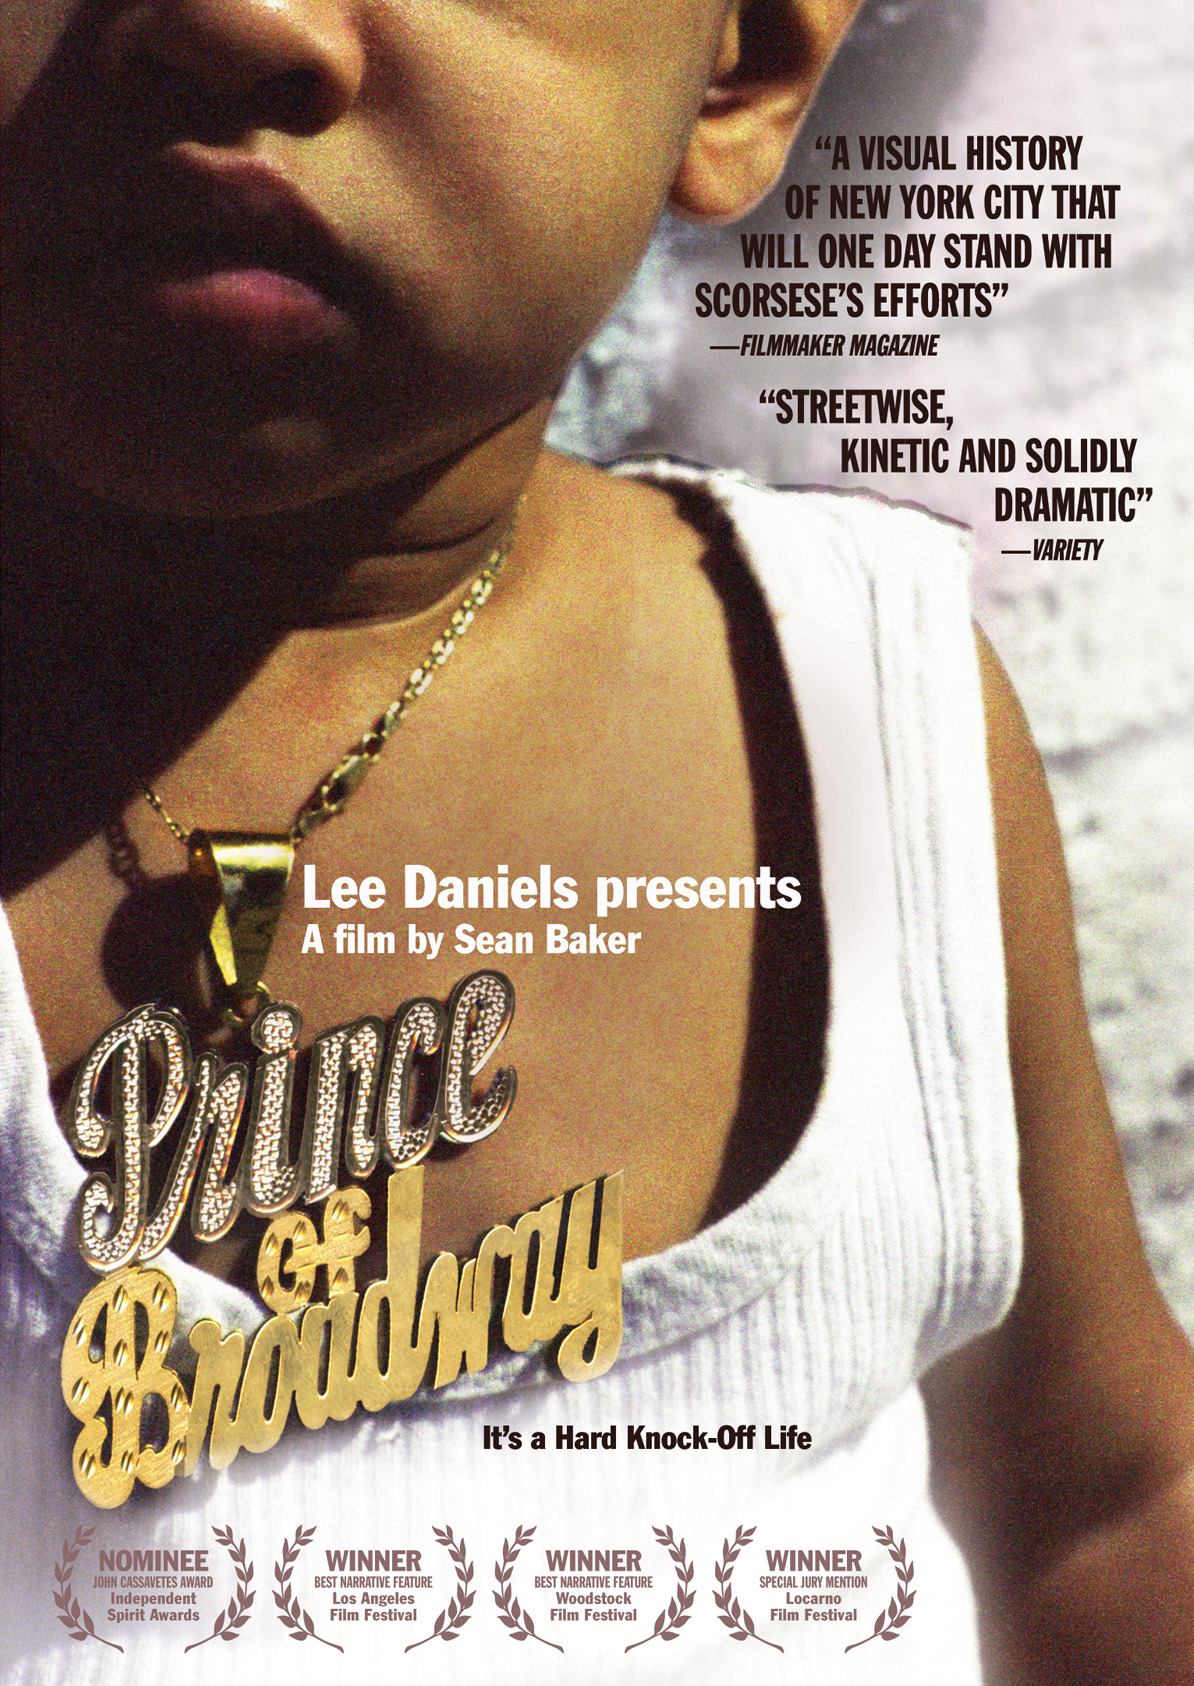 “A VISUAL HISTORY
OF NEW YORK CITY THAT
WILL ONE DAY STAND WITH
SCORSESE’S EFFORTS”
—FILMMAKER MAGAZINE
“STREETWISE,
KINETIC AND SOLIDLY
DRAMATIC”
—VARIETY
Lee Daniels presents
A film by Sean Baker
Prince
of
Broadway
It’s a Hard Knock-Off Life
NOMINEE
JOHN CASSAVETES AWARD
Independent
Spirit Awards
WINNER
BEST NARRATIVE FEATURE
Los Angeles
Film Festival
WINNER
BEST NARRATIVE FEATURE
Woodstock
Film Festival
WINNER
SPECIAL JURY MENTION
Locarno
Film Festival